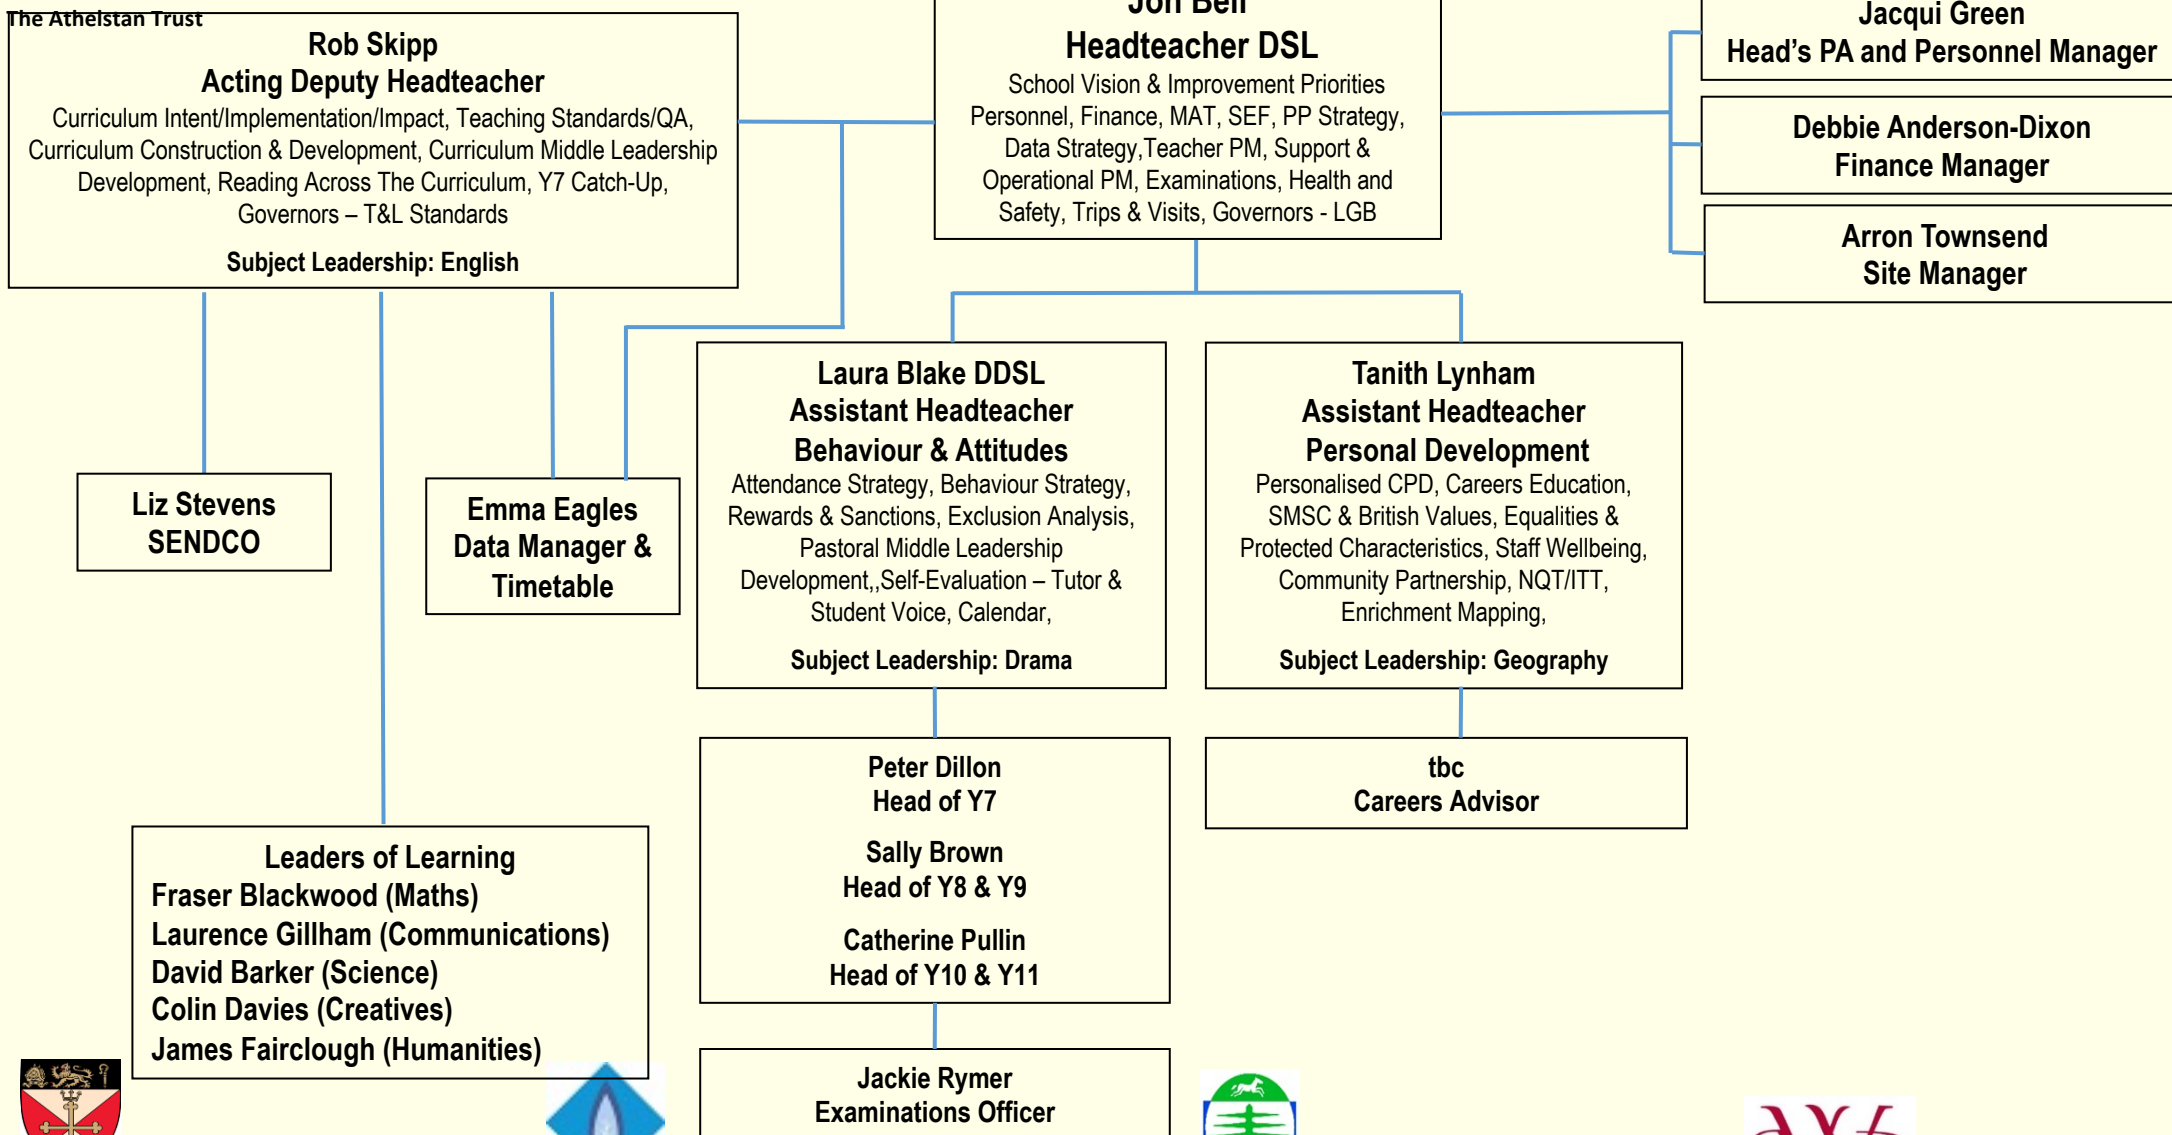 The Athelstan Trust
Rob Skipp
Acting Deputy Headteacher
Curriculum Intent/Implementation/Impact, Teaching Standards/QA,
Curriculum Construction & Development, Curriculum Middle Leadership
Development, Reading Across The Curriculum, Y7 Catch-Up,
Governors – T&L Standards
Subject Leadership: English
Jon Bell
Headteacher DSL
School Vision & Improvement Priorities
Personnel, Finance, MAT, SEF, PP Strategy,
Data Strategy,Teacher PM, Support &
Operational PM, Examinations, Health and
Safety, Trips & Visits, Governors - LGB
Jacqui Green
Head's PA and Personnel Manager
Debbie Anderson-Dixon
Finance Manager
Arron Townsend
Site Manager
Liz Stevens
SENDCO
Emma Eagles
Data Manager &
Timetable
Laura Blake DDSL
Assistant Headteacher
Behaviour & Attitudes
Attendance Strategy, Behaviour Strategy,
Rewards & Sanctions, Exclusion Analysis,
Pastoral Middle Leadership
Development,,Self-Evaluation – Tutor &
Student Voice, Calendar,
Subject Leadership: Drama
Tanith Lynham
Assistant Headteacher
Personal Development
Personalised CPD, Careers Education,
SMSC & British Values, Equalities &
Protected Characteristics, Staff Wellbeing,
Community Partnership, NQT/ITT,
Enrichment Mapping,
Subject Leadership: Geography
Peter Dillon
Head of Y7
Sally Brown
Head of Y8 & Y9
Catherine Pullin
Head of Y10 & Y11
tbc
Careers Advisor
Leaders of Learning
Fraser Blackwood (Maths)
Laurence Gillham (Communications)
David Barker (Science)
Colin Davies (Creatives)
James Fairclough (Humanities)
Jackie Rymer
Examinations Officer